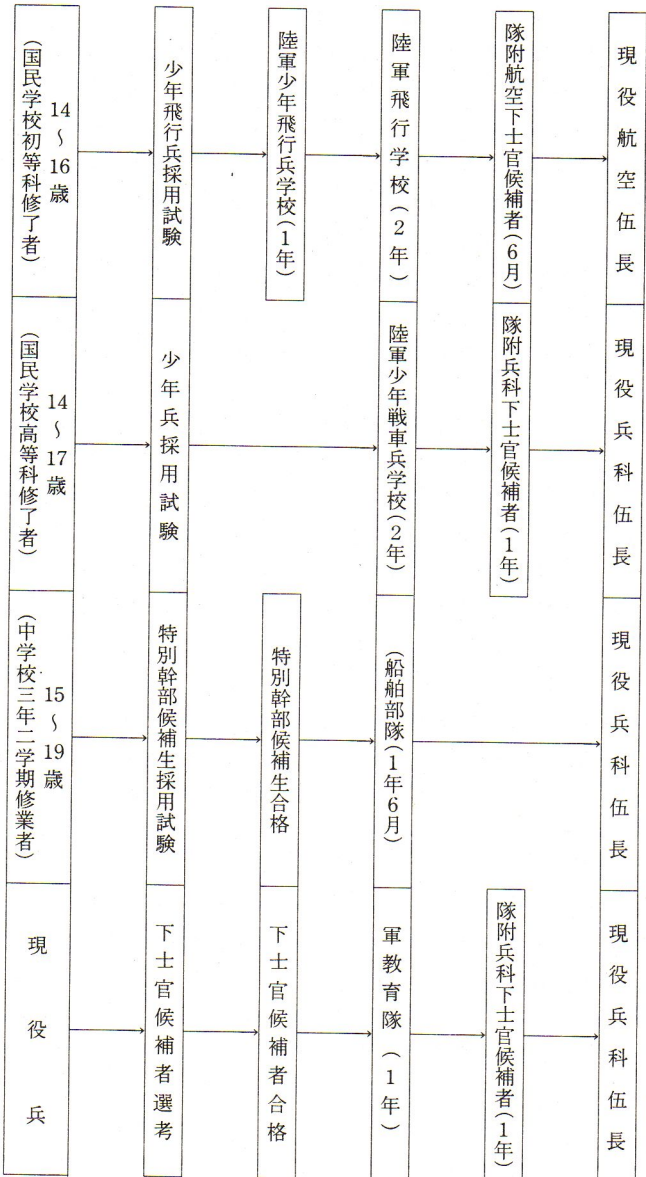 14～16歳
（国民学校初等科修了者）
少年飛行兵採用試験
陸軍少年飛行兵学校（1年）
陸軍飛行学校（2年）
隊附航空下士官候補者（6月）
現役航空伍長
14～17歳
（国民学校高等科修了者）
少年兵採用試験
陸軍少年戦車兵学校（2年）
隊附兵科下士官候補者（1年）
現役兵科伍長
15～19歳
（中学校三年二学期修業者）
特別幹部候補生採用試験
特別幹部候補生合格
（船舶部隊（1年6月）
現役兵科伍長
現役兵
下士官候補者選考
下士官候補者合格
軍教育隊（1年）
隊附兵科下士官候補者（1年）
現役兵科伍長